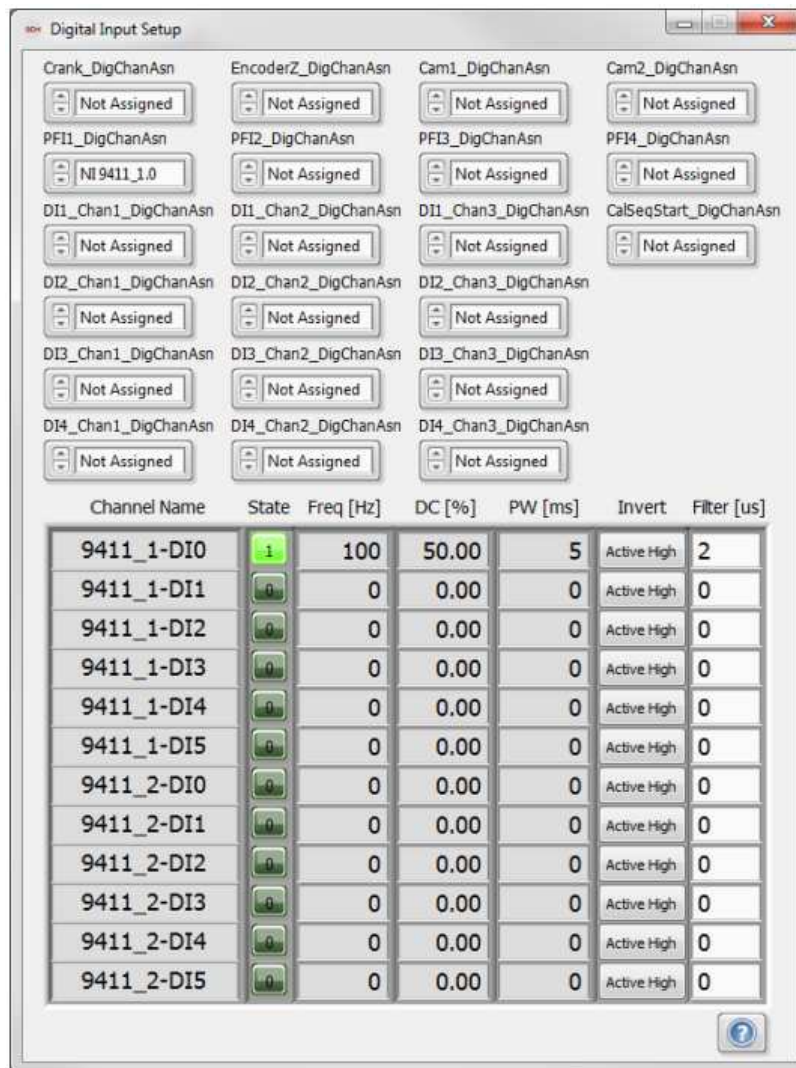 Digital Input Setup
Crank_DigChanAsn EncoderZ_DigChanAsn Cam1_DigChanAsn Cam2_DigChanAsn
Not Assigned Not Assigned Not Assigned Not Assigned
PFI1_DigChanAsn PFI2_DigChanAsn PFI3_DigChanAsn PFI4_DigChanAsn
NI 9411_1.0 Not Assigned Not Assigned Not Assigned
DI1_Chan1_DigChanAsn DI1_Chan2_DigChanAsn DI1_Chan3_DigChanAsn CalSeqStart_DigChanAsn
Not Assigned Not Assigned Not Assigned Not Assigned
DI2_Chan1_DigChanAsn DI2_Chan2_DigChanAsn DI2_Chan3_DigChanAsn
Not Assigned Not Assigned Not Assigned
DI3_Chan1_DigChanAsn DI3_Chan2_DigChanAsn DI3_Chan3_DigChanAsn
Not Assigned Not Assigned Not Assigned
DI4_Chan1_DigChanAsn DI4_Chan2_DigChanAsn DI4_Chan3_DigChanAsn
Not Assigned Not Assigned Not Assigned
Channel Name State Freq [Hz] DC [%] PW [ms] Invert Filter [us]
9411_1-DI0 1 100 50.00 5 Active High 2
9411_1-DI1 0 0 0.00 0 Active High 0
9411_1-DI2 0 0 0.00 0 Active High 0
9411_1-DI3 0 0 0.00 0 Active High 0
9411_1-DI4 0 0 0.00 0 Active High 0
9411_1-DI5 0 0 0.00 0 Active High 0
9411_2-DI0 0 0 0.00 0 Active High 0
9411_2-DI1 0 0 0.00 0 Active High 0
9411_2-DI2 0 0 0.00 0 Active High 0
9411_2-DI3 0 0 0.00 0 Active High 0
9411_2-DI4 0 0 0.00 0 Active High 0
9411_2-DI5 0 0 0.00 0 Active High 0
?